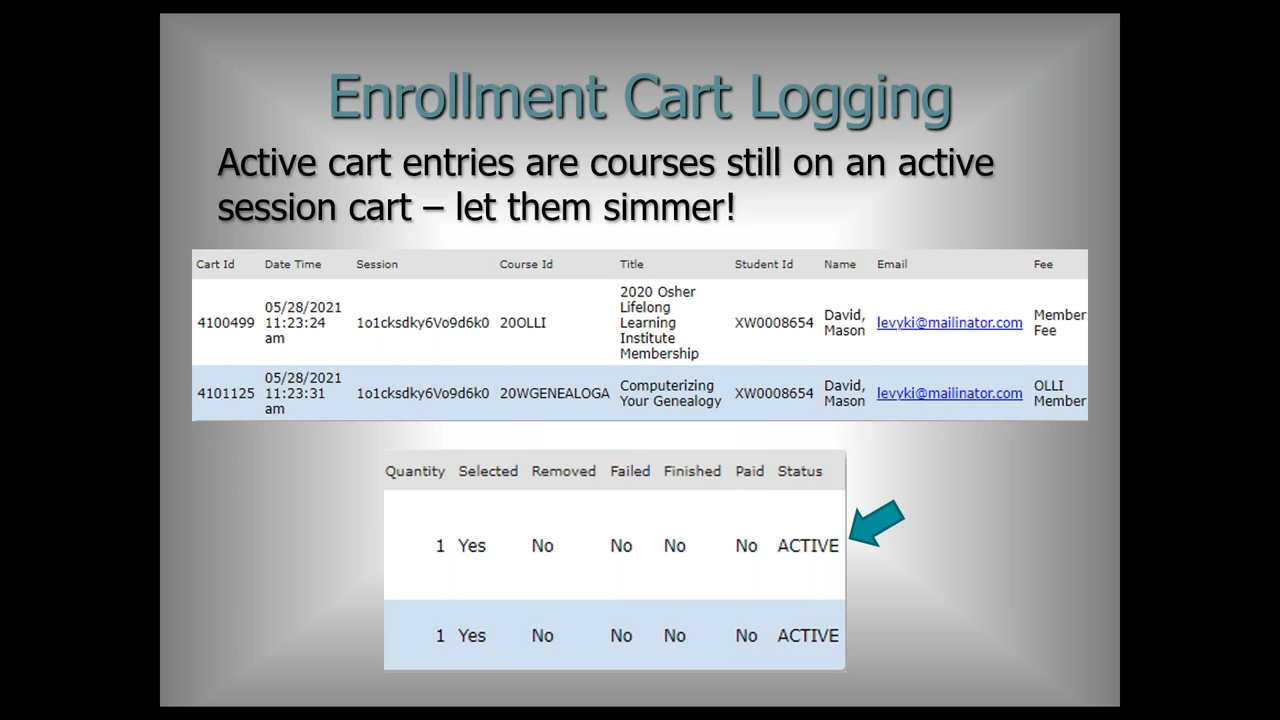 Enrollment Cart Logging
Active cart entries are courses still on an active
session cart – let them simmer!
Cart Id Date Time Session Course Id Title Student Id Name Email Fee
4100499 05/28/2021 11:23:24 am 1o1cksdky6Vo9d6k0 20OLLI 2020 Osher Lifelong Learning Institute Membership XW0008654 David, Mason levyki@mailinator.com Member Fee
4101125 05/28/2021 11:23:31 am 1o1cksdky6Vo9d6k0 20WGENEALOGA Computerizing Your Genealogy XW0008654 David, Mason levyki@mailinator.com OLLI Member
Quantity Selected Removed Failed Finished Paid Status
1 Yes No No No No ACTIVE
1 Yes No No No No ACTIVE